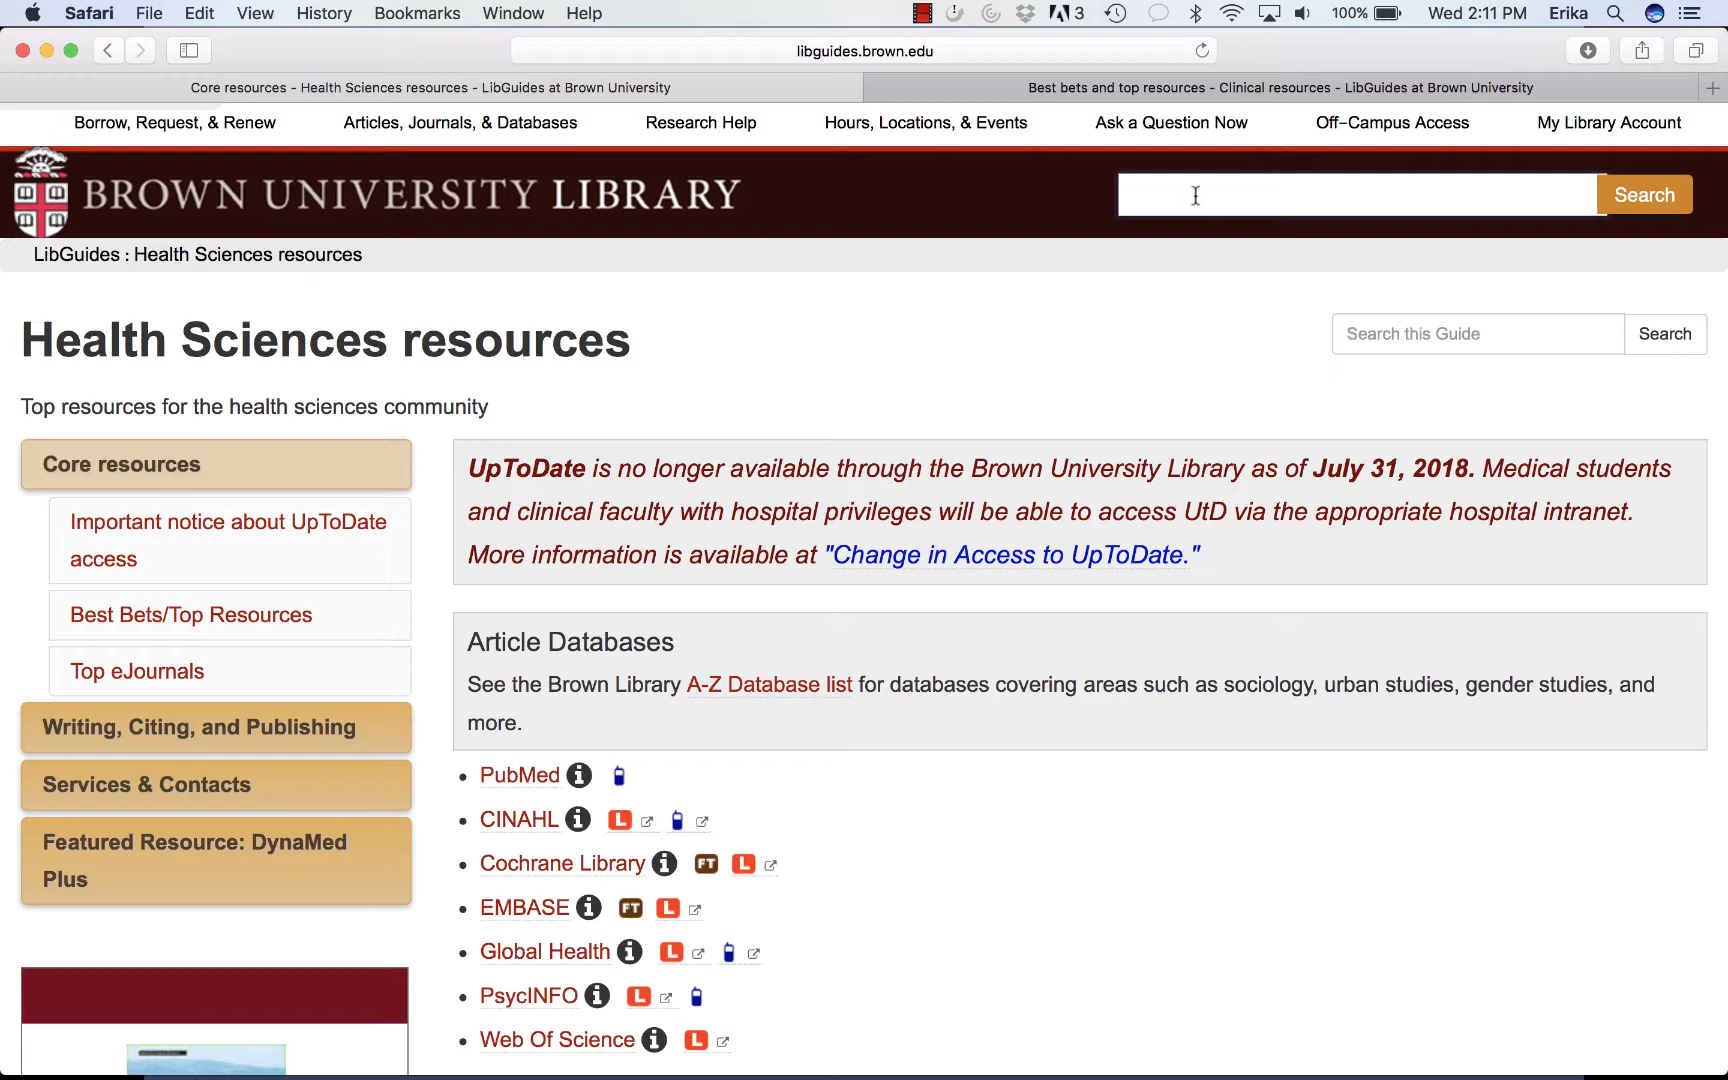 Safari File Edit View History Bookmarks Window Help 3 100% Wed 2:11 PM Erika
libguides.brown.edu
Core resources - Health Sciences resources - LibGuides at Brown University Best bets and top resources - Clinical resources - LibGuides at Brown University
Borrow, Request, & Renew Articles, Journals, & Databases Research Help Hours, Locations, & Events Ask a Question Now Off-Campus Access My Library Account
BROWN UNIVERSITY LIBRARY Search
LibGuides : Health Sciences resources
Health Sciences resources
Search this Guide Search
Top resources for the health sciences community
Core resources
Important notice about UpToDate
access
Best Bets/Top Resources
Top eJournals
Writing, Citing, and Publishing
Services & Contacts
Featured Resource: DynaMed
Plus
UpToDate is no longer available through the Brown University Library as of July 31, 2018. Medical students
and clinical faculty with hospital privileges will be able to access UtD via the appropriate hospital intranet.
More information is available at "Change in Access to UpToDate."
Article Databases
See the Brown Library A-Z Database list for databases covering areas such as sociology, urban studies, gender studies, and
more.
PubMed
CINAHL L
Cochrane Library FT L
EMBASE FT L
Global Health L
PsycINFO L
Web Of Science L